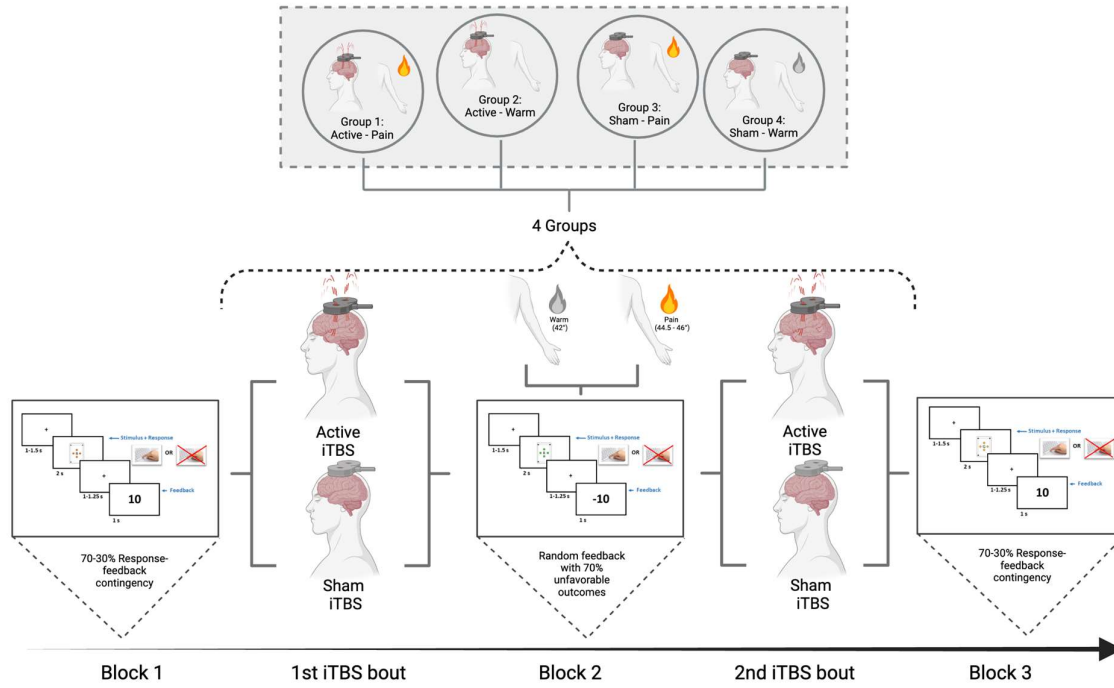 Group 1:
Active - Pain
Group 2:
Active - Warm
Group 3:
Sham - Pain
Group 4:
Sham - Warm
4 Groups
Warm
(42°)
Pain
(44.5 - 46°)
+
1-1.5 s
Stimulus + Response
2 s
OR
+
1-1.25 s
Feedback
10
1 s
70-30% Response-
feedback
contingency
Active
iTBS
Sham
iTBS
+
1-1.5 s
Stimulus + Response
2 s
OR
+
1-1.25 s
Feedback
-10
1 s
Random feedback
with 70%
unfavorable
outcomes
Active
iTBS
Sham
iTBS
+
1-1.5 s
Stimulus + Response
2 s
OR
+
1-1.25 s
Feedback
10
1 s
70-30% Response-
feedback
contingency
Block 1
1st iTBS bout
Block 2
2nd iTBS bout
Block 3